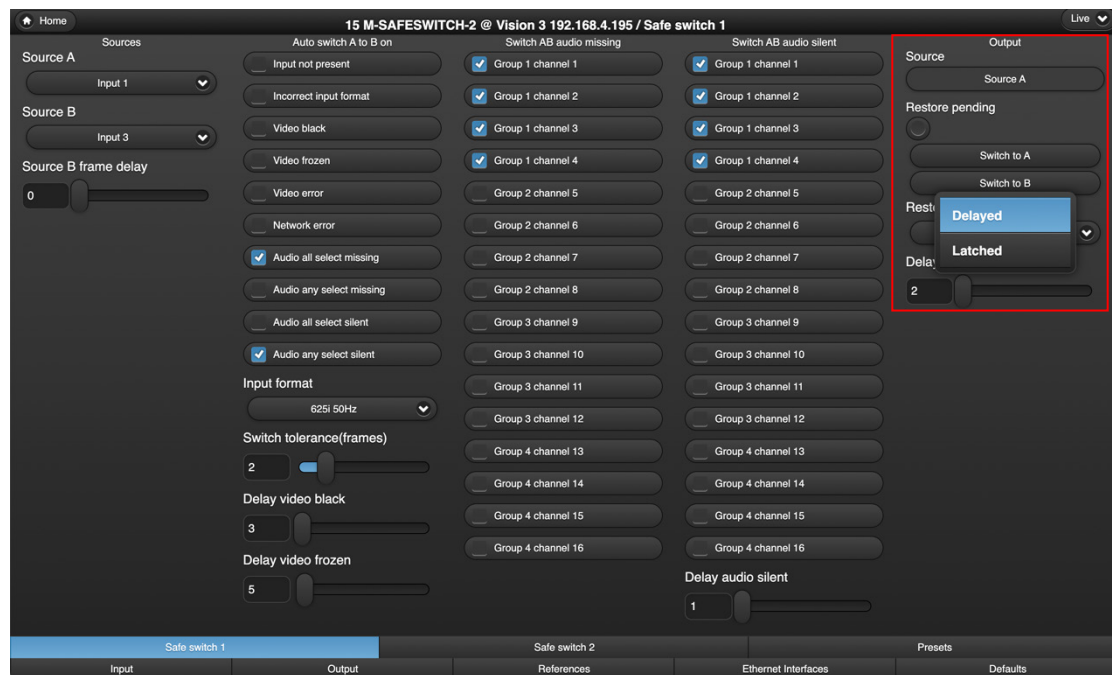 Home
15 M-SAFESWITCH-2 @ Vision 3 192.168.4.195 / Safe switch 1
Live
Sources
Source A
Input 1
Source B
Input 3
Source B frame delay
0
Auto switch A to B on
Input not present
Incorrect input format
Video black
Video frozen
Video error
Network error
Audio all select missing
Audio any select missing
Audio all select silent
Audio any select silent
Input format
625i 50Hz
Switch tolerance(frames)
2
Delay video black
3
Delay video frozen
5
Switch AB audio missing
Group 1 channel 1
Group 1 channel 2
Group 1 channel 3
Group 1 channel 4
Group 2 channel 5
Group 2 channel 6
Group 2 channel 7
Group 2 channel 8
Group 3 channel 9
Group 3 channel 10
Group 3 channel 11
Group 3 channel 12
Group 4 channel 13
Group 4 channel 14
Group 4 channel 15
Group 4 channel 16
Switch AB audio silent
Group 1 channel 1
Group 1 channel 2
Group 1 channel 3
Group 1 channel 4
Group 2 channel 5
Group 2 channel 6
Group 2 channel 7
Group 2 channel 8
Group 3 channel 9
Group 3 channel 10
Group 3 channel 11
Group 3 channel 12
Group 4 channel 13
Group 4 channel 14
Group 4 channel 15
Group 4 channel 16
Delay audio silent
1
Output
Source
Source A
Restore pending
Switch to A
Switch to B
Delayed
Latched
2
Safe switch 1
Safe switch 2
Presets
Input
Output
References
Ethernet Interfaces
Defaults